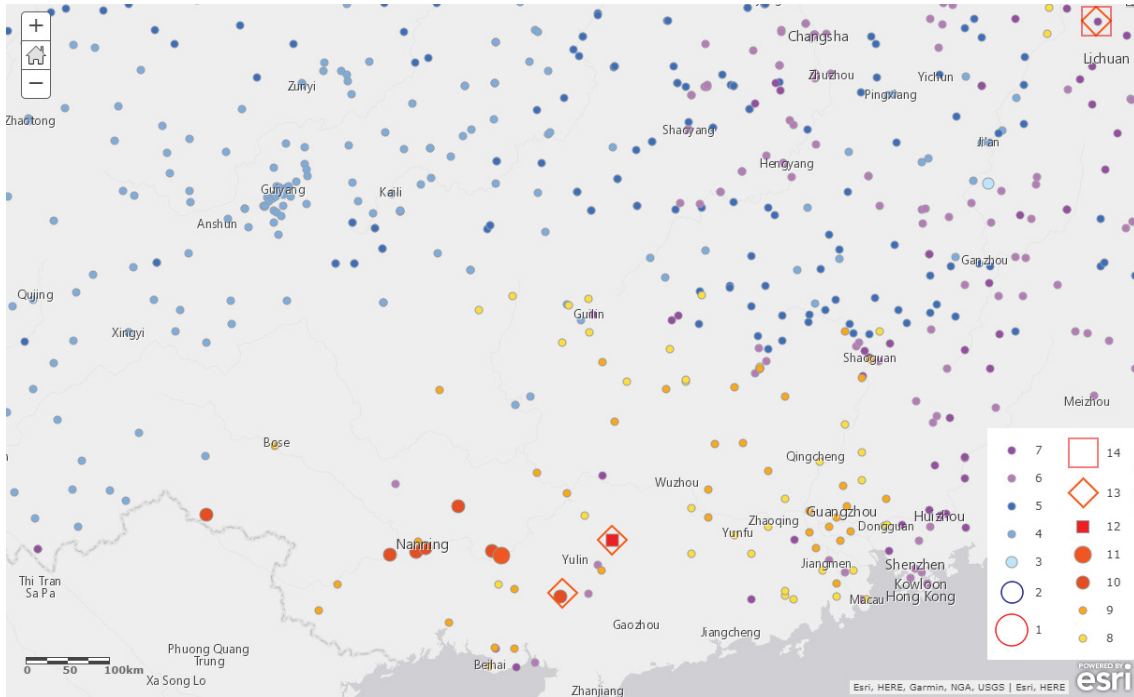 +
−
Changsha
Lichuan
Zhuzhou
Yichun
Zunyi
Pingxiang
Zhaotong
Shaoyang
Ji'an
Hengyang
Guiyang
Kaili
Anshun
Ganzhou
Qujing
Guilin
Xingyi
Shaoguan
Meizhou
Bose
Qingcheng
Wuzhou
Guangzhou
Zhaoqing
Dongguan
Huizhou
Yunfu
Nanning
Yulin
Jiangmen
Shenzhen
Thi Tran
Sa Pa
Kowloon
Macau
Hong Kong
Gaozhou
Jiangcheng
Phuong Quang
Trung
Beihai
Xa Song Lo
Zhanjiang
0 50 100km
7 14
6 13
5 12
4 11
3 10
2 9
1 8
Esri, HERE, Garmin, NGA, USGS | Esri, HERE
POWERED BY
esri